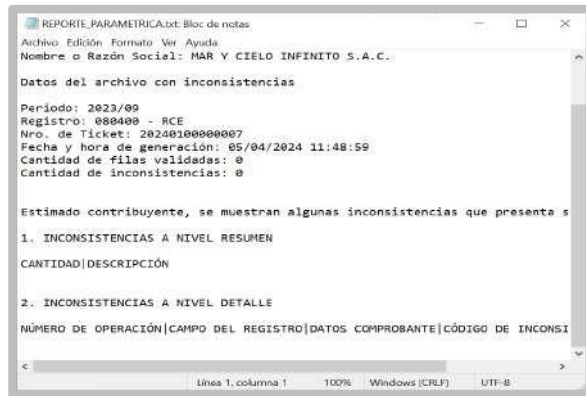 REPORTE_PARAMETRICA.txt: Bloc de notas
Archivo Edición Formato Ver Ayuda
Nombre o Razón Social: MAR Y CIELO INFINITO S.A.C.
Datos del archivo con inconsistencias
Periodo: 2023/09
Registro: 080400 - RCE
Nro. de Ticket: 20240100000007
Fecha y hora de generación: 05/04/2024 11:48:59
Cantidad de filas validadas: 0
Cantidad de inconsistencias: 0
Estimado contribuyente, se muestran algunas inconsistencias que presenta s
1. INCONSISTENCIAS A NIVEL RESUMEN
CANTIDAD|DESCRIPCIÓN
2. INCONSISTENCIAS A NIVEL DETALLE
NÚMERO DE OPERACIÓN|CAMPO DEL REGISTRO|DATOS COMPROBANTE|CÓDIGO DE INCONSI
Línea 1, columna 1 100% Windows (CRLF) UTF-8